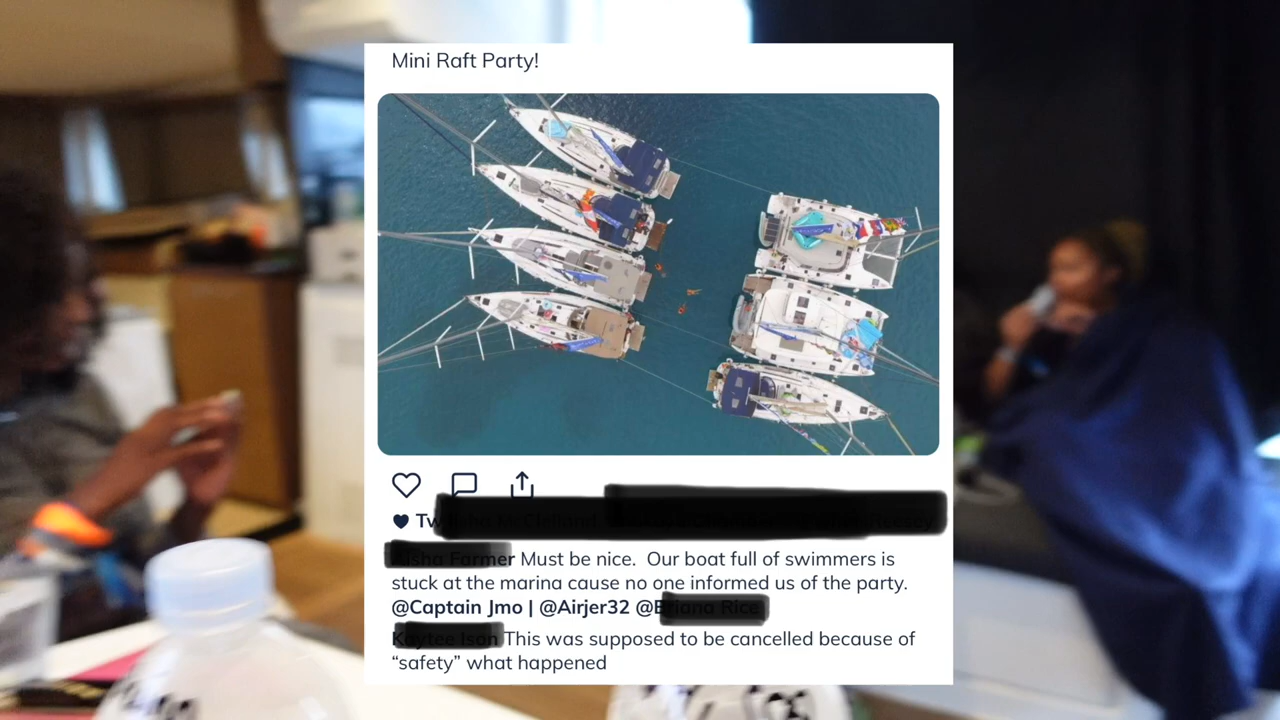 Mini Raft Party!
Must be nice. Our boat full of swimmers is
stuck at the marina cause no one informed us of the party.
@Captain Jmo | @Airjer32
This was supposed to be cancelled because of
“safety” what happened